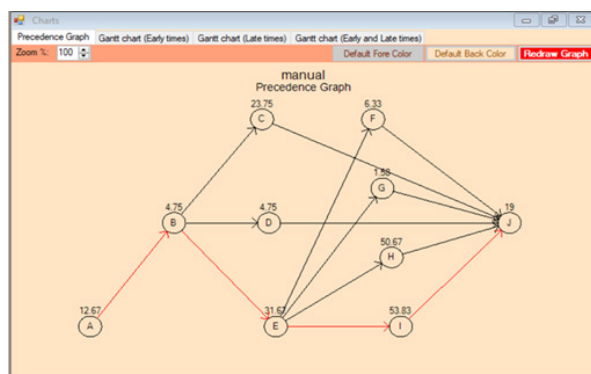 Charts
Precedence Graph Gantt chart (Early times) Gantt chart (Late times) Gantt chart (Early and Late times)
Zoom %: 100 Default Fore Color Default Back Color Redraw Graph
manual
Precedence Graph
23.75
C
6.33
F
1.58
G
4.75
B
4.75
D
19
J
50.67
H
12.67
A
31.67
E
53.83
I